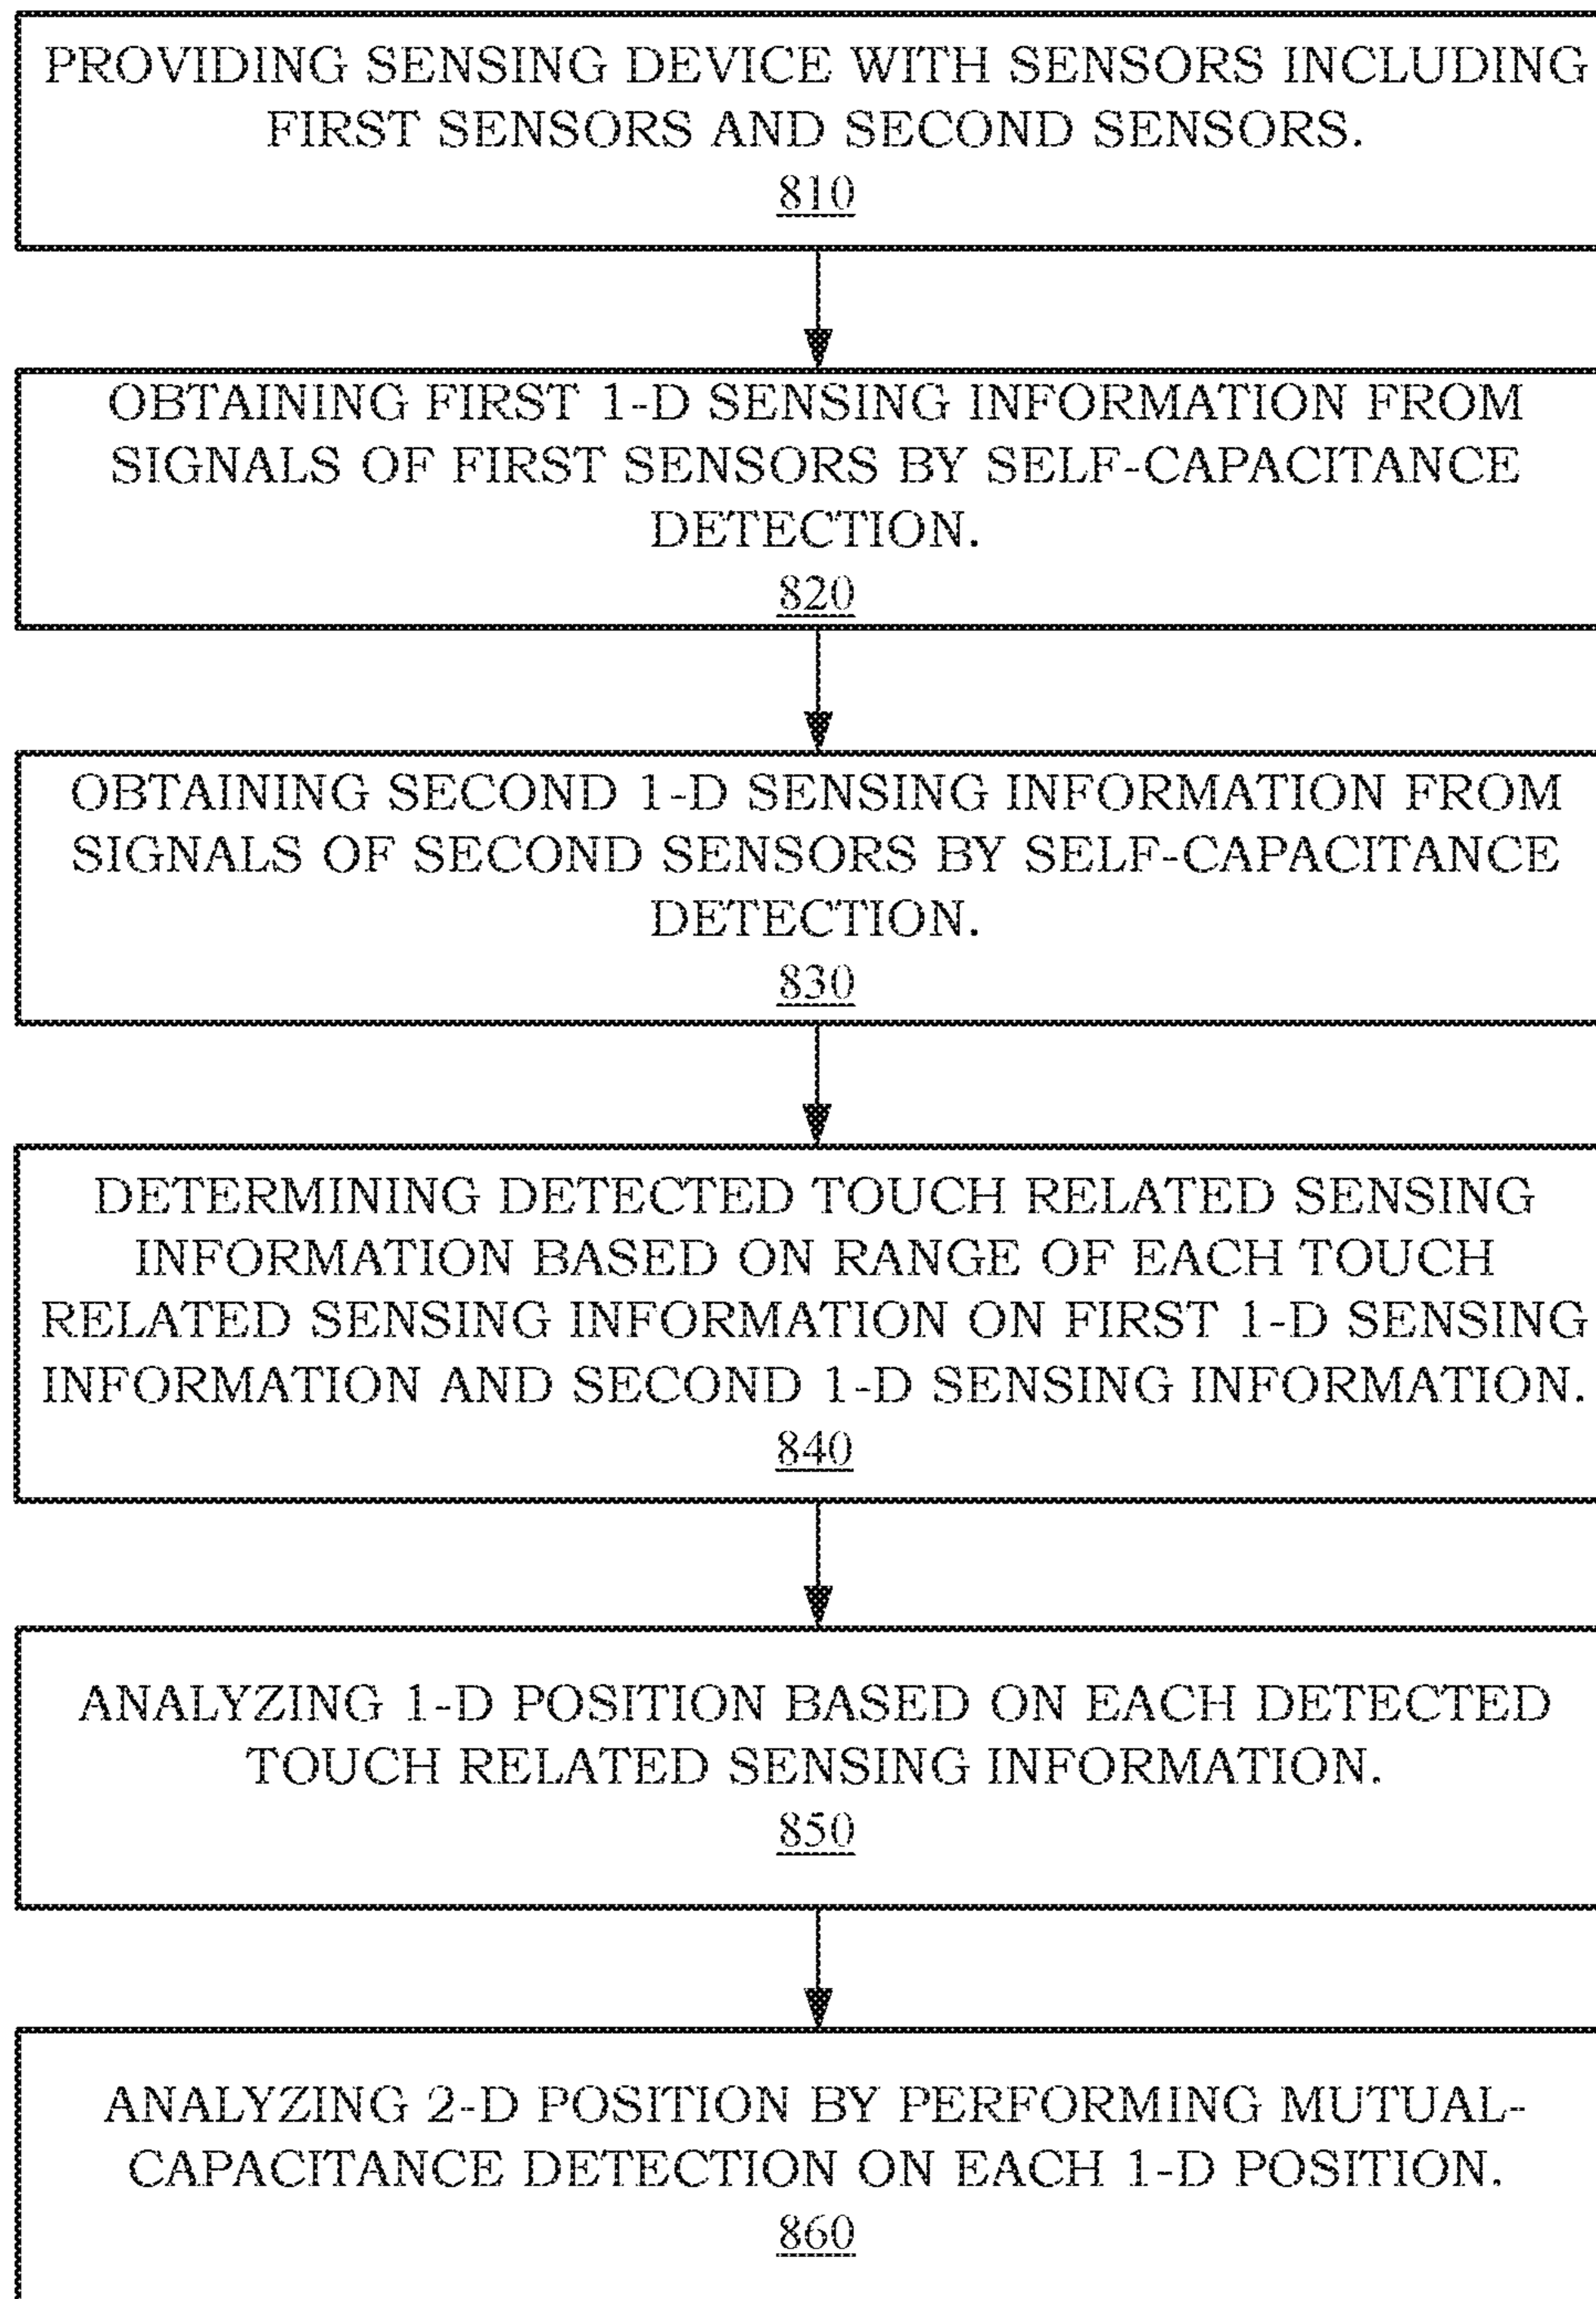 PROVIDING SENSING DEVICE WITH SENSORS INCLUDING
FIRST SENSORS AND SECOND SENSORS.
810
OBTAINING FIRST 1-D SENSING INFORMATION FROM
SIGNALS OF FIRST SENSORS BY SELF-CAPACITANCE
DETECTION.
820
OBTAINING SECOND 1-D SENSING INFORMATION FROM
SIGNALS OF SECOND SENSORS BY SELF-CAPACITANCE
DETECTION.
830
DETERMINING DETECTED TOUCH RELATED SENSING
INFORMATION BASED ON RANGE OF EACH TOUCH
RELATED SENSING INFORMATION ON FIRST 1-D SENSING
INFORMATION AND SECOND 1-D SENSING INFORMATION.
840
ANALYZING 1-D POSITION BASED ON EACH DETECTED
TOUCH RELATED SENSING INFORMATION.
850
ANALYZING 2-D POSITION BY PERFORMING MUTUAL-
CAPACITANCE DETECTION ON EACH 1-D POSITION.
860